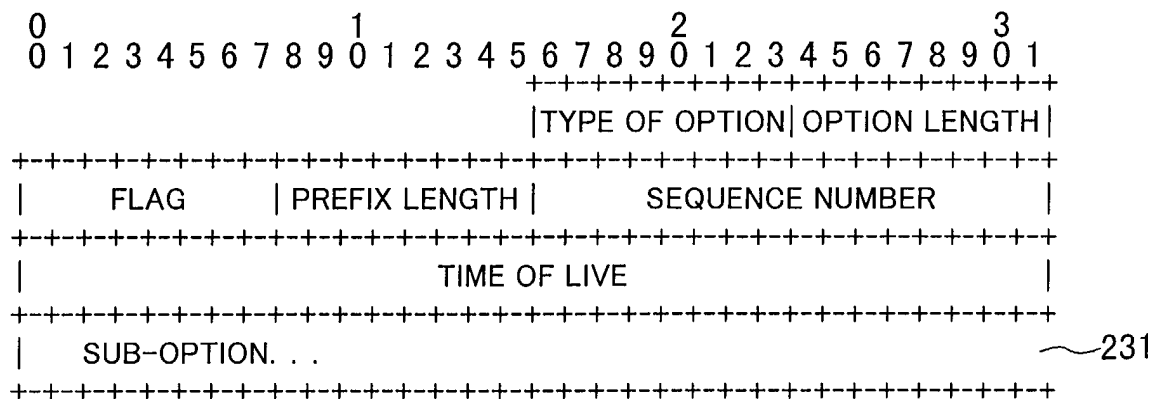 0 1 2 3
0 1 2 3 4 5 6 7 8 9 0 1 2 3 4 5 6 7 8 9 0 1 2 3 4 5 6 7 8 9 0 1
+-+-+-+-+-+-+-+-+-+-+-+-+-+-+-+-+
|TYPE OF OPTION| OPTION LENGTH|
+-+-+-+-+-+-+-+-+-+-+-+-+-+-+-+-+-+-+-+-+-+-+-+-+-+-+-+-+-+-+-+-+
| FLAG | PREFIX LENGTH| SEQUENCE NUMBER |
+-+-+-+-+-+-+-+-+-+-+-+-+-+-+-+-+-+-+-+-+-+-+-+-+-+-+-+-+-+-+-+-+
| TIME OF LIVE |
+-+-+-+-+-+-+-+-+-+-+-+-+-+-+-+-+-+-+-+-+-+-+-+-+-+-+-+-+-+-+-+-+
| SUB-OPTION. . . 231
+-+-+-+-+-+-+-+-+-+-+-+-+-+-+-+-+-+-+-+-+-+-+-+-+-+-+-+-+-+-+-+-+